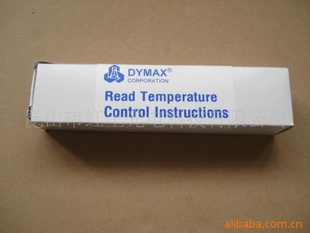 DYMAX®
CORPORATION
Read Temperature
Control Instructions
alibaba.com.cn